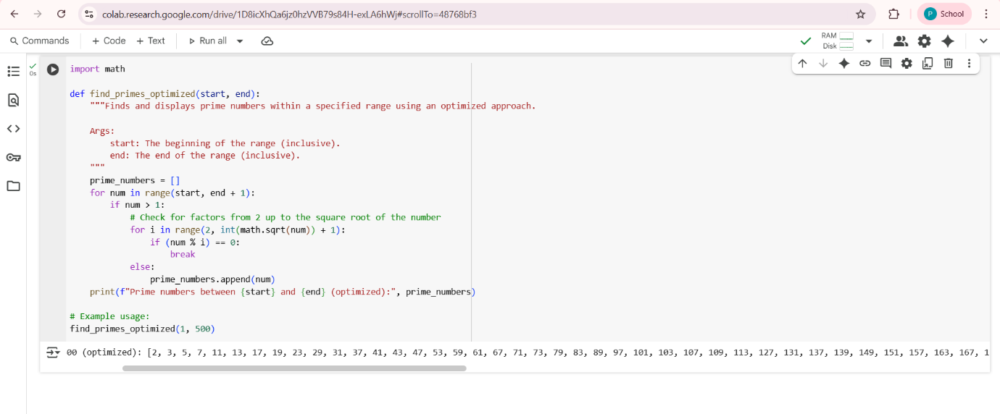 colab.research.google.com/drive/1D8icXhQa6jz0hzVVB79s84H-exLA6hWj#scrollTo=48768bf3
P School
Commands + Code + Text Run all
RAM
Disk
0s
import math
def find_primes_optimized(start, end):
"""Finds and displays prime numbers within a specified range using an optimized approach.
Args:
start: The beginning of the range (inclusive).
end: The end of the range (inclusive).
"""
prime_numbers = []
for num in range(start, end + 1):
if num > 1:
# Check for factors from 2 up to the square root of the number
for i in range(2, int(math.sqrt(num)) + 1):
if (num % i) == 0:
break
else:
prime_numbers.append(num)
print(f"Prime numbers between {start} and {end} (optimized):", prime_numbers)
# Example usage:
find_primes_optimized(1, 500)
00 (optimized): [2, 3, 5, 7, 11, 13, 17, 19, 23, 29, 31, 37, 41, 43, 47, 53, 59, 61, 67, 71, 73, 79, 83, 89, 97, 101, 103, 107, 109, 113, 127, 131, 137, 139, 149, 151, 157, 163, 167, 1